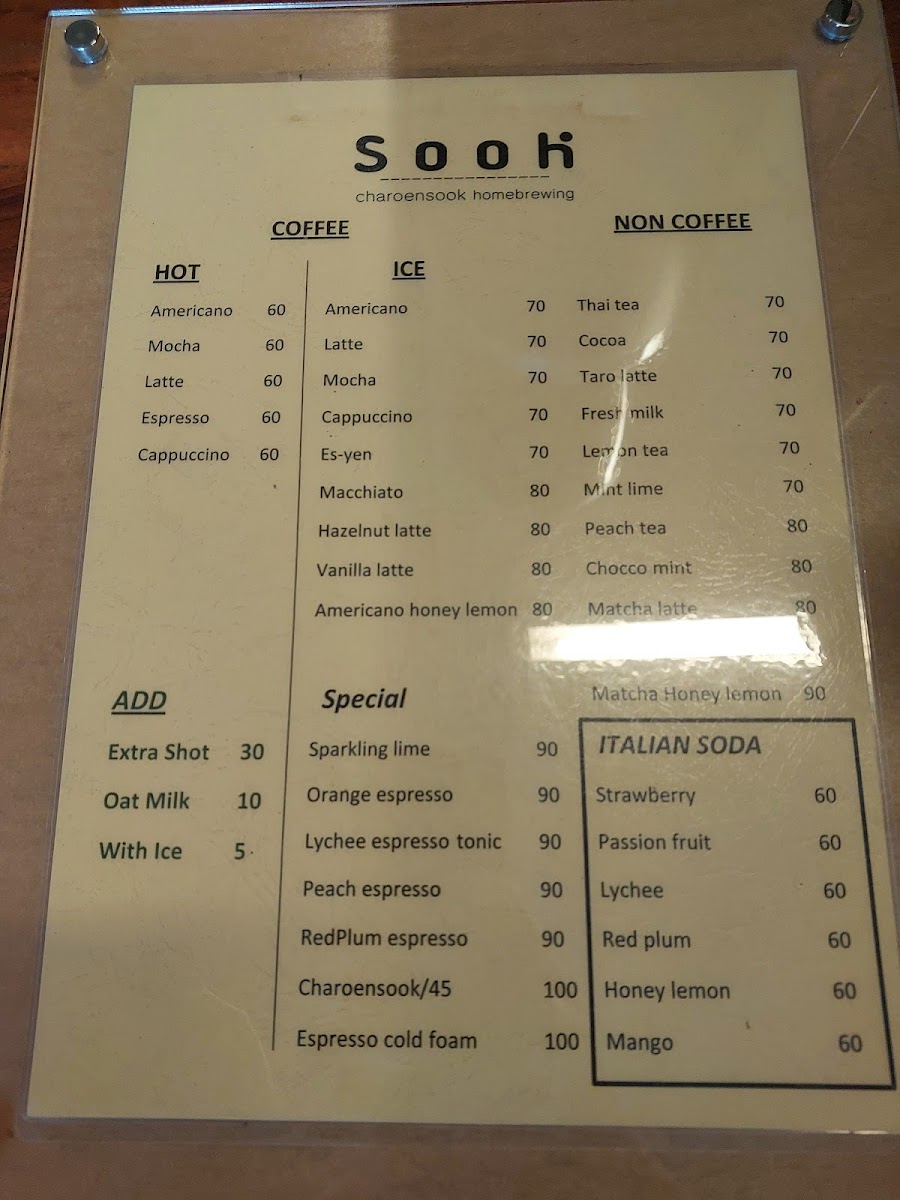 Sook
charoensook homebrewing
COFFEE
HOT
Americano 60
Mocha 60
Latte 60
Espresso 60
Cappuccino 60
ICE
Americano 70
Latte 70
Mocha 70
Cappuccino 70
Es-yen 70
Macchiato 80
Hazelnut latte 80
Vanilla latte 80
Americano honey lemon 80
NON COFFEE
Thai tea 70
Cocoa 70
Taro latte 70
Fresh milk 70
Lemon tea 70
Mint lime 70
Peach tea 80
Chocco mint 80
Matcha latte 80
Matcha Honey lemon 90
ADD
Extra Shot 30
Oat Milk 10
With Ice 5
Special
Sparkling lime 90
Orange espresso 90
Lychee espresso tonic 90
Peach espresso 90
RedPlum espresso 90
Charoensook/45 100
Espresso cold foam 100
ITALIAN SODA
Strawberry 60
Passion fruit 60
Lychee 60
Red plum 60
Honey lemon 60
Mango 60